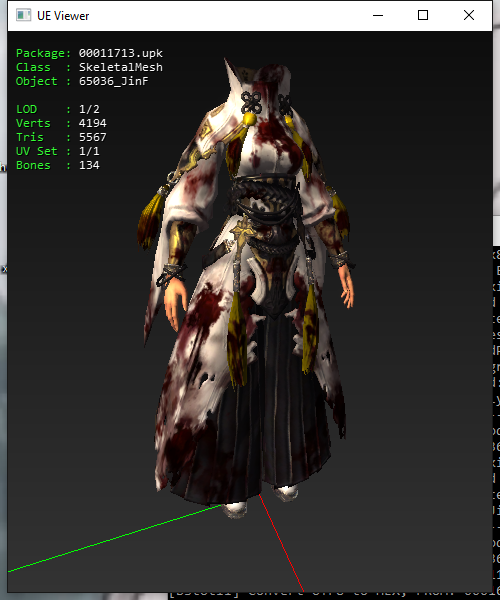 UE Viewer
Package: 00011713.upk
Class : SkeletalMesh
Object : 65036_JinF
LOD : 1/2
Verts : 4194
Tris : 5567
UV Set : 1/1
Bones : 134